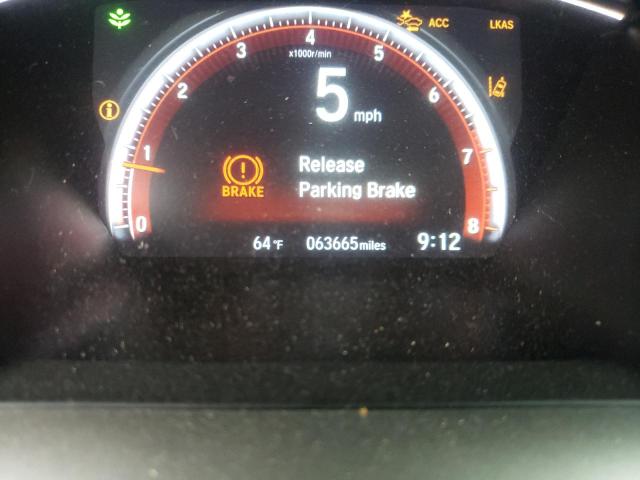 ACC
LKAS
x1000r/min
0
1
2
3
4
5
6
7
8
5 mph
BRAKE
Release
Parking Brake
64°F 063665 miles 9:12